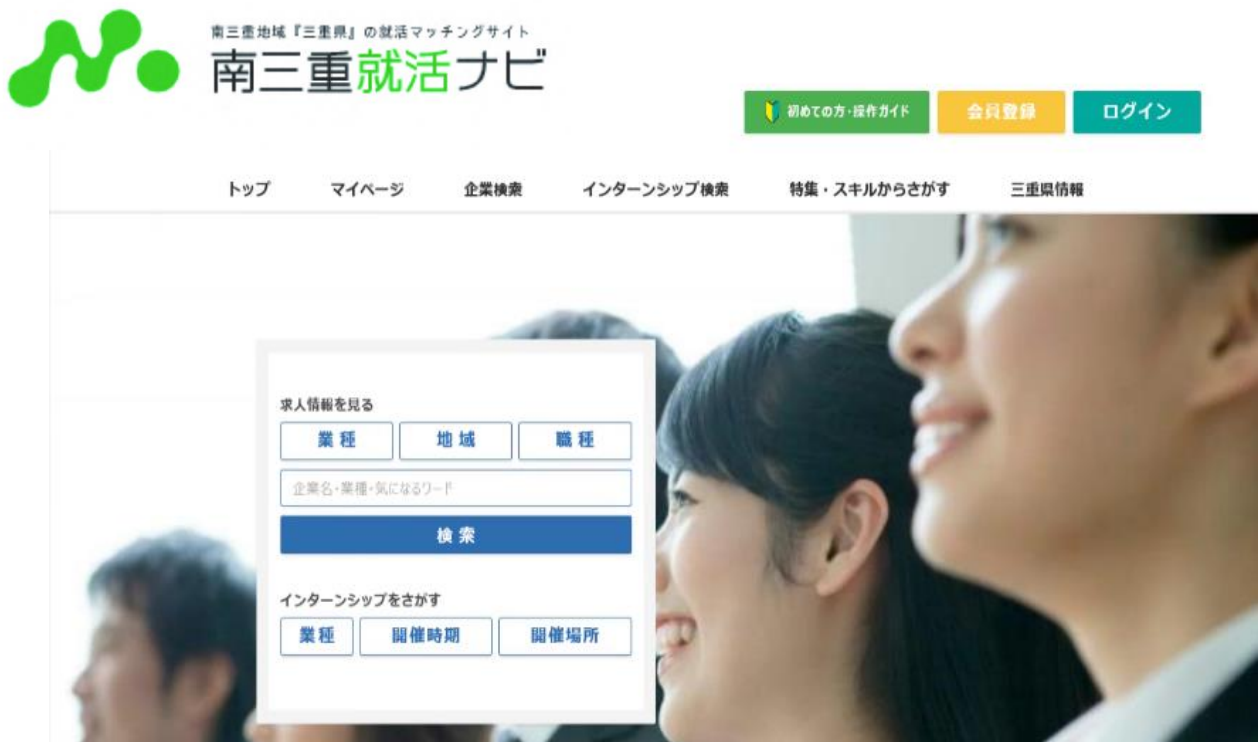 南三重地域『三重県』の就活マッチングサイト
南三重就活ナビ
初めての方・操作ガイド
会員登録
ログイン
トップ
マイページ
企業検索
インターンシップ検索
特集・スキルからさがす
三重県情報
求人情報を見る
業種
地域
職種
企業名・業種・気になるワード
検索
インターンシップをさがす
業種
開催時期
開催場所